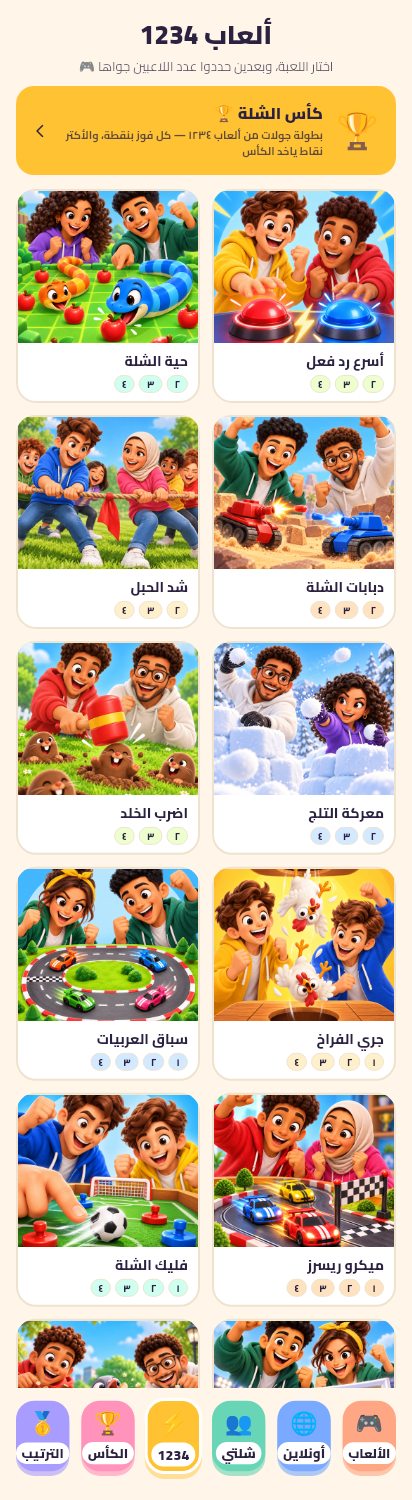 ألعاب 1234
اختار اللعبة، وبعدين حددوا عدد اللاعبين جواها 🎮
كأس الشلة 🏆
بطولة جولات من ألعاب ١٢٣٤ — كل فوز بنقطة، والأكتر
نقاط ياخد الكأس
أسرع رد فعل
٢ ٣ ٤
حية الشلة
٢ ٣ ٤
دبابات الشلة
٢ ٣ ٤
شد الحبل
٢ ٣ ٤
معركة التلج
٢ ٣ ٤
اضرب الخلد
٢ ٣ ٤
جري الفراخ
١ ٢ ٣ ٤
سباق العربيات
١ ٢ ٣ ٤
ميكرو ريسرز
١ ٢ ٣ ٤
فليك الشلة
١ ٢ ٣ ٤
الألعاب
أونلاين
شلتي
1234
الكأس
الترتيب